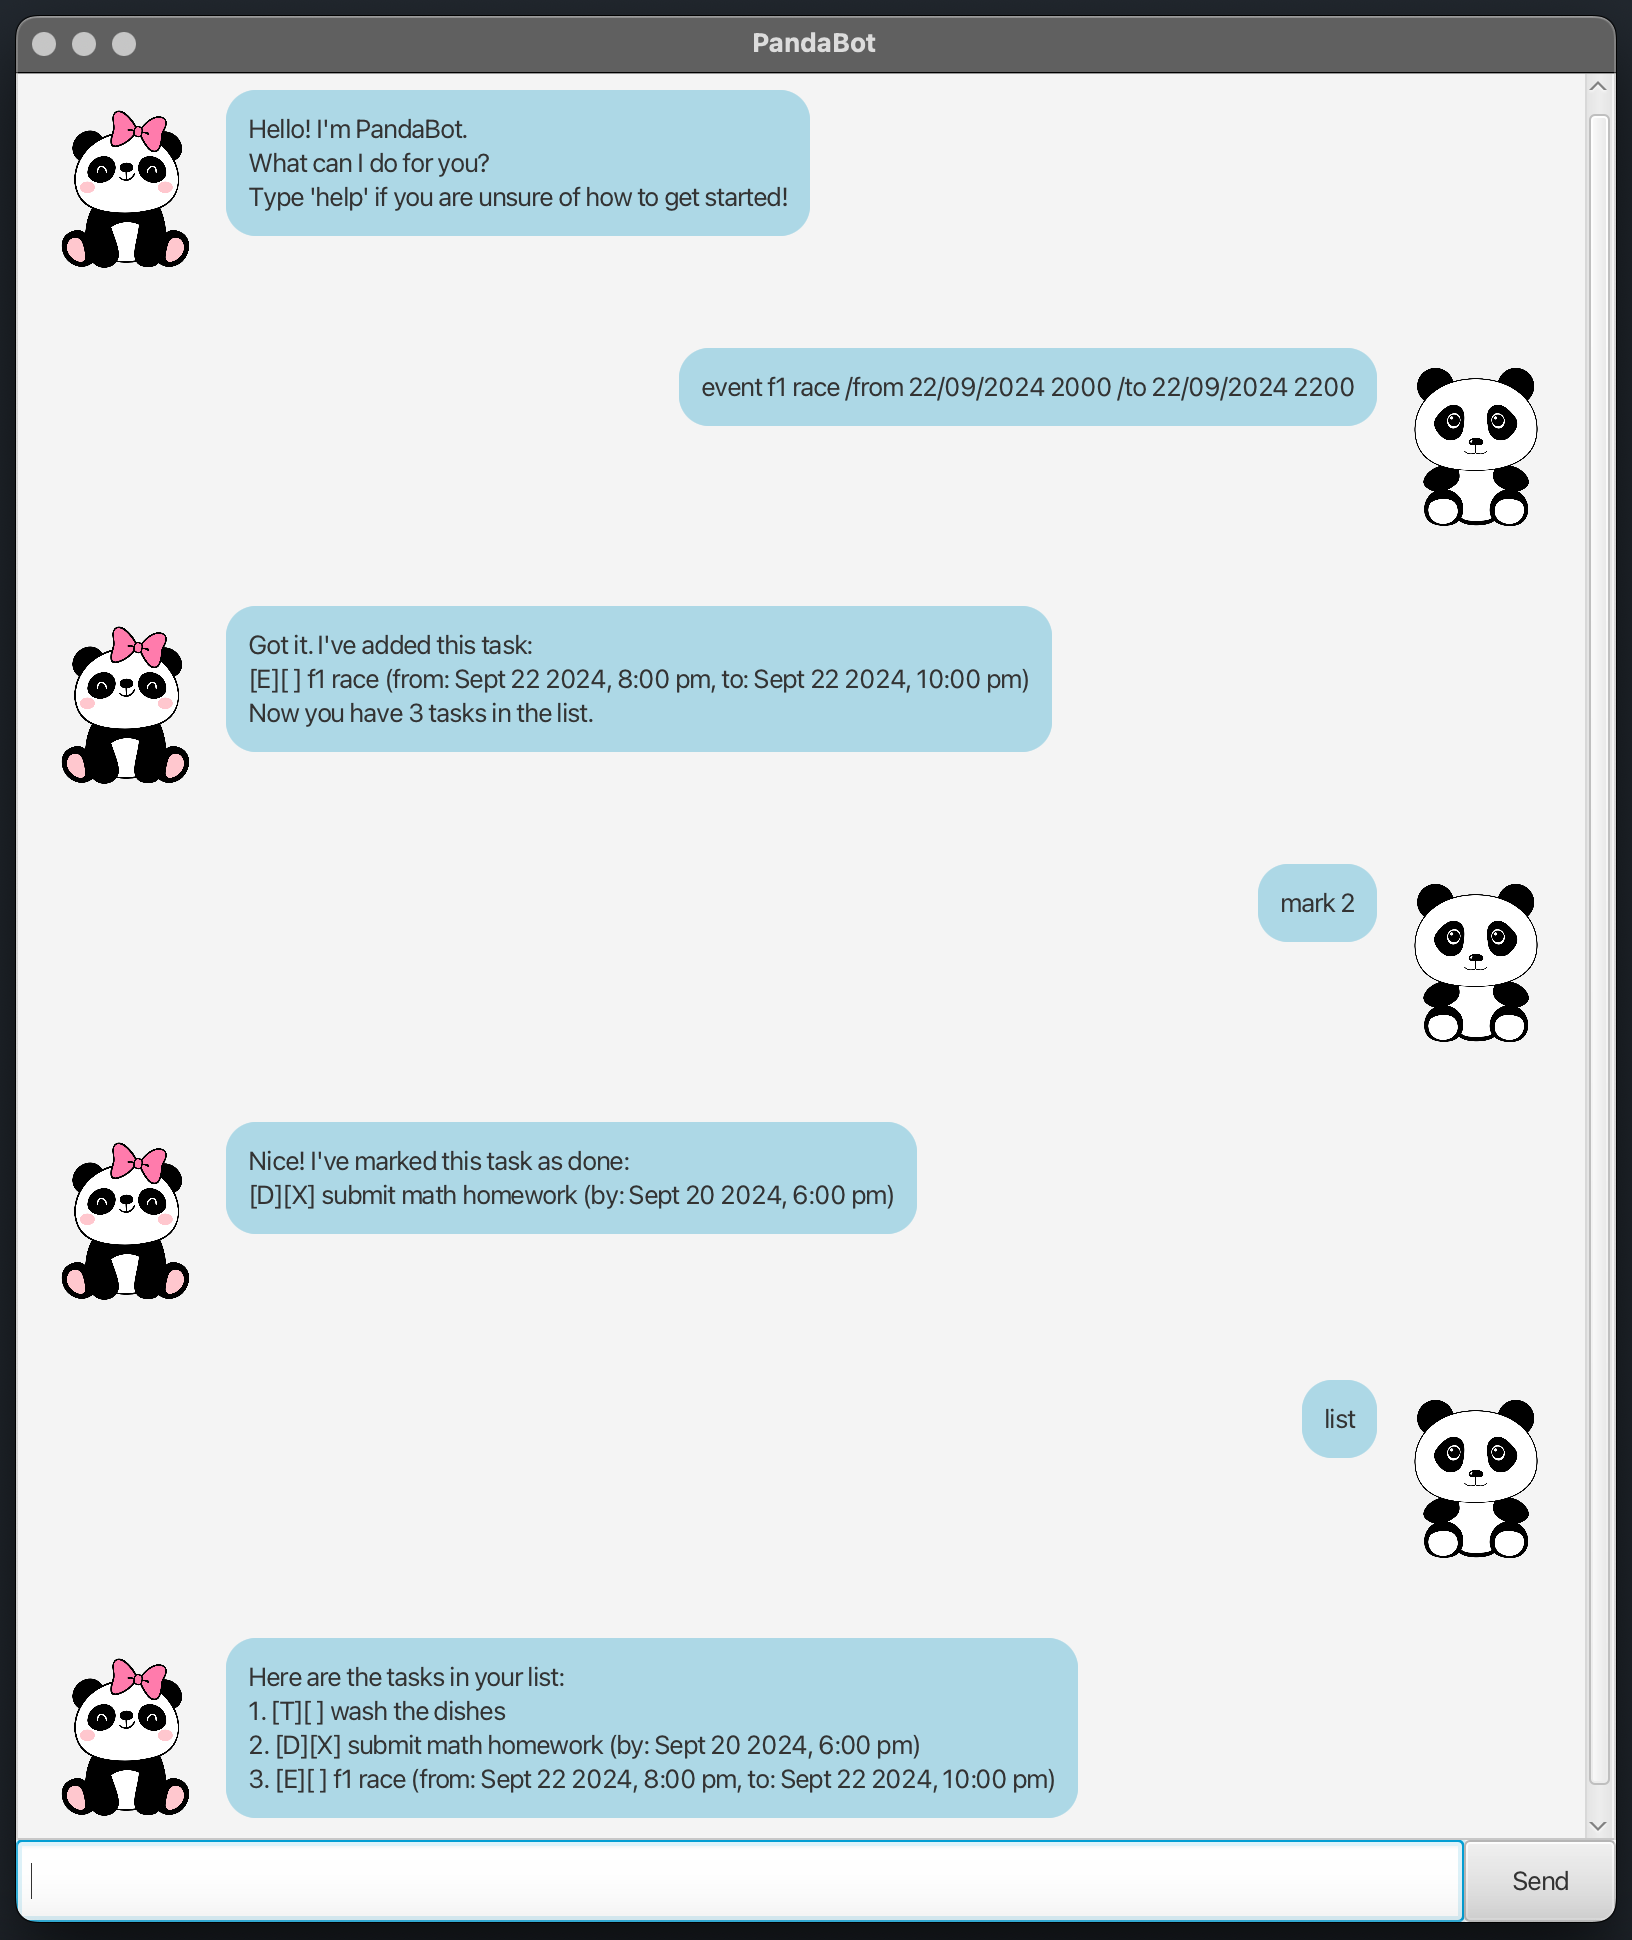 PandaBot
Hello! I'm PandaBot.
What can I do for you?
Type 'help' if you are unsure of how to get started!
event f1 race /from 22/09/2024 2000 /to 22/09/2024 2200
Got it. I've added this task:
[E][ ] f1 race (from: Sept 22 2024, 8:00 pm, to: Sept 22 2024, 10:00 pm)
Now you have 3 tasks in the list.
mark 2
Nice! I've marked this task as done:
[D][X] submit math homework (by: Sept 20 2024, 6:00 pm)
list
Here are the tasks in your list:
1. [T][ ] wash the dishes
2. [D][X] submit math homework (by: Sept 20 2024, 6:00 pm)
3. [E][ ] f1 race (from: Sept 22 2024, 8:00 pm, to: Sept 22 2024, 10:00 pm)
Send